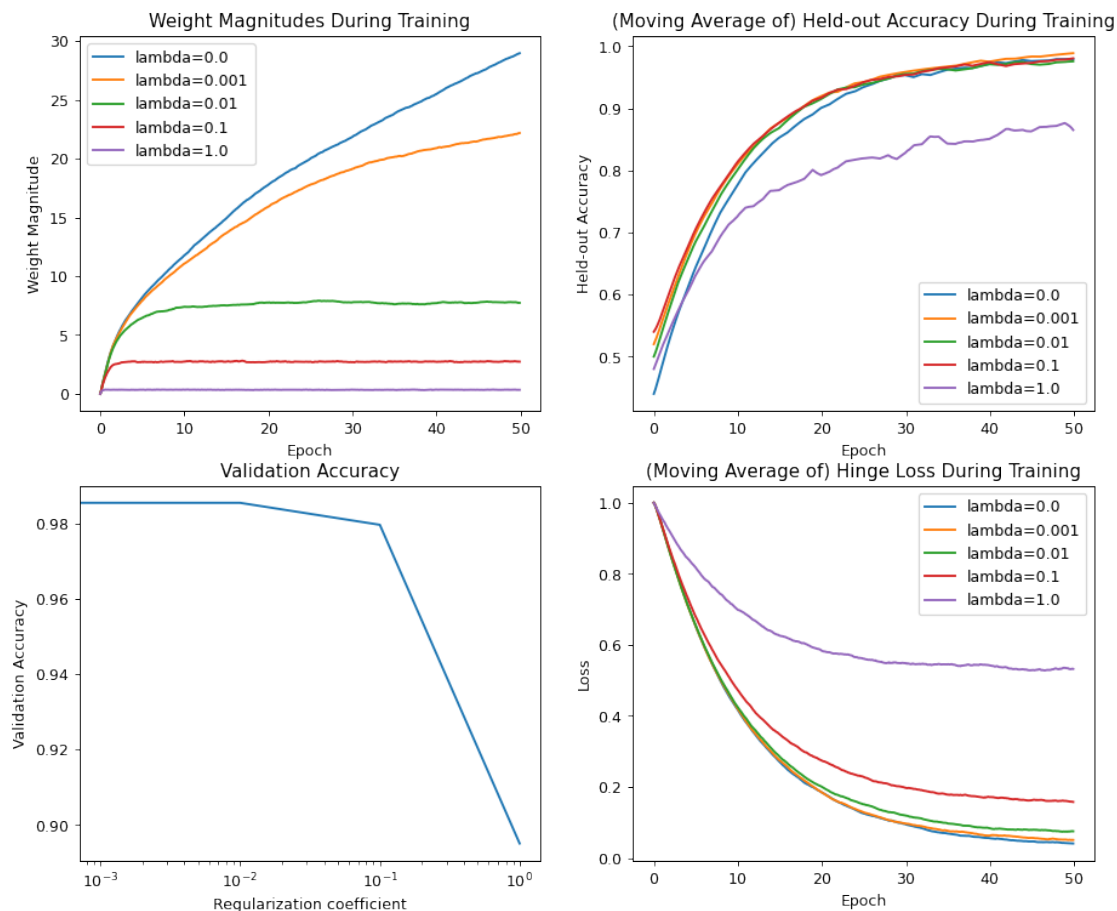 Weight Magnitudes During Training
30
25
20
15
10
5
0
Weight Magnitude
lambda=0.0
lambda=0.001
lambda=0.01
lambda=0.1
lambda=1.0
0 10 20 30 40 50
Epoch
(Moving Average of) Held-out Accuracy During Training
1.0
0.9
0.8
0.7
0.6
0.5
Held-out Accuracy
lambda=0.0
lambda=0.001
lambda=0.01
lambda=0.1
lambda=1.0
0 10 20 30 40 50
Epoch
Validation Accuracy
0.98
0.96
0.94
0.92
0.90
Validation Accuracy
10⁻³ 10⁻² 10⁻¹ 10⁰
Regularization coefficient
(Moving Average of) Hinge Loss During Training
1.0
0.8
0.6
0.4
0.2
0.0
Loss
lambda=0.0
lambda=0.001
lambda=0.01
lambda=0.1
lambda=1.0
0 10 20 30 40 50
Epoch